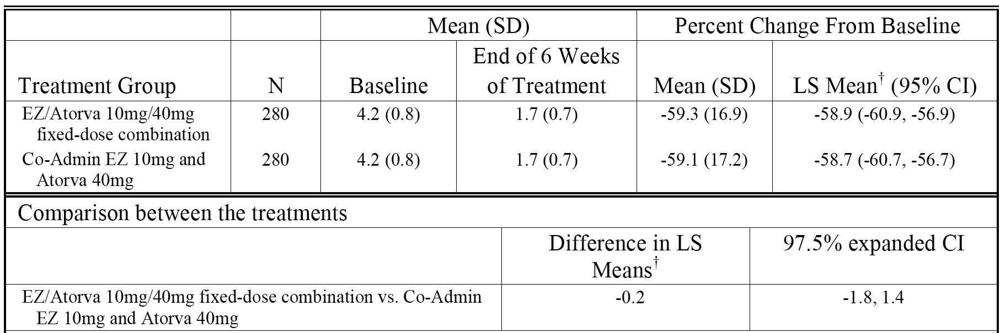 Mean (SD) Percent Change From Baseline
End of 6 Weeks
Treatment Group N Baseline of Treatment Mean (SD) LS Mean† (95% CI)
EZ/Atorva 10mg/40mg 280 4.2 (0.8) 1.7 (0.7) -59.3 (16.9) -58.9 (-60.9, -56.9)
fixed-dose combination
Co-Admin EZ 10mg and 280 4.2 (0.8) 1.7 (0.7) -59.1 (17.2) -58.7 (-60.7, -56.7)
Atorva 40mg
Comparison between the treatments
Difference in LS 97.5% expanded CI
Means†
EZ/Atorva 10mg/40mg fixed-dose combination vs. Co-Admin -0.2 -1.8, 1.4
EZ 10mg and Atorva 40mg